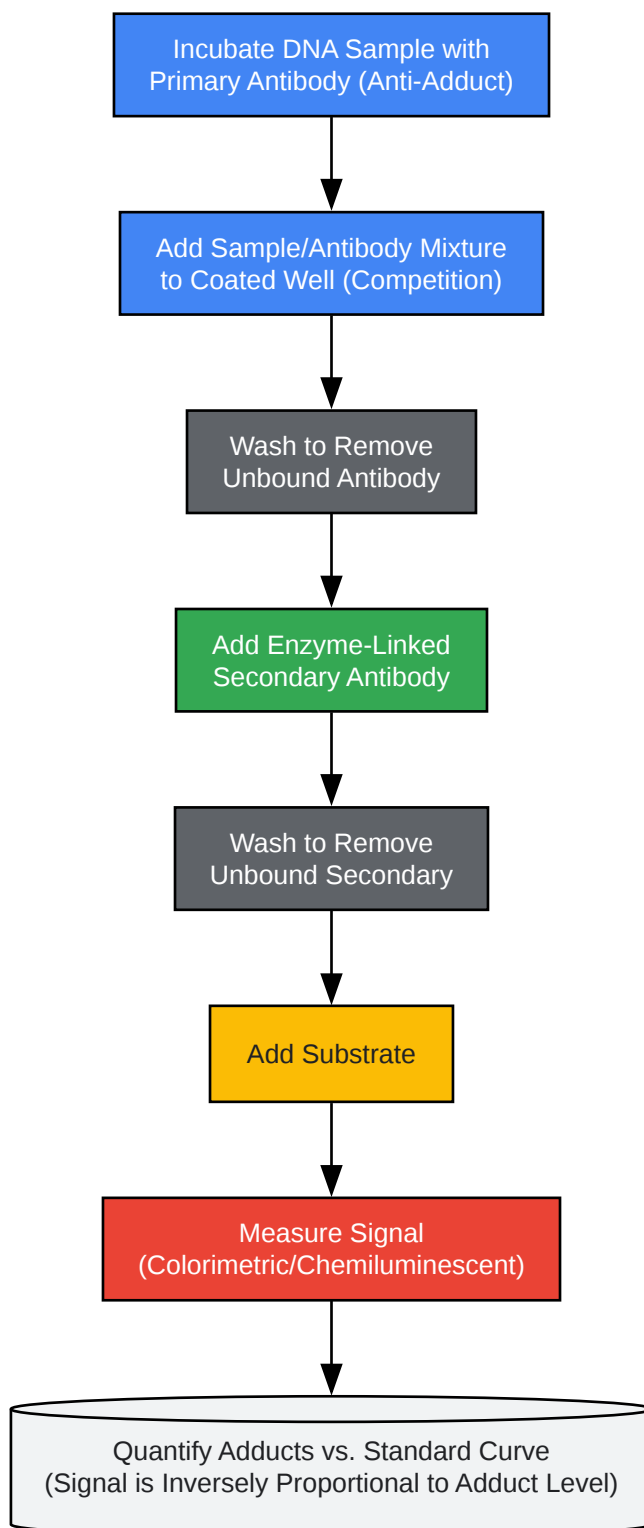 Incubate DNA Sample with
Primary Antibody (Anti-Adduct)
Add Sample/Antibody Mixture
to Coated Well (Competition)
Wash to Remove
Unbound Antibody
Add Enzyme-Linked
Secondary Antibody
Wash to Remove
Unbound Secondary
Add Substrate
Measure Signal
(Colorimetric/Chemiluminescent)
Quantify Adducts vs. Standard Curve
(Signal is Inversely Proportional to Adduct Level)